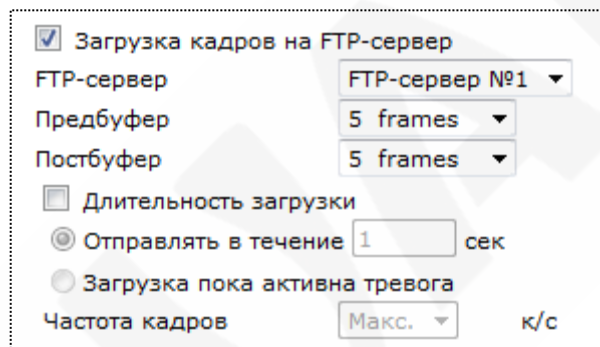 Загрузка кадров на FTP-сервер
FTP-сервер FTP-сервер №1
Предбуфер 5 frames
Постбуфер 5 frames
Длительность загрузки
Отправлять в течение 1 сек
Загрузка пока активна тревога
Частота кадров Макс. к/с